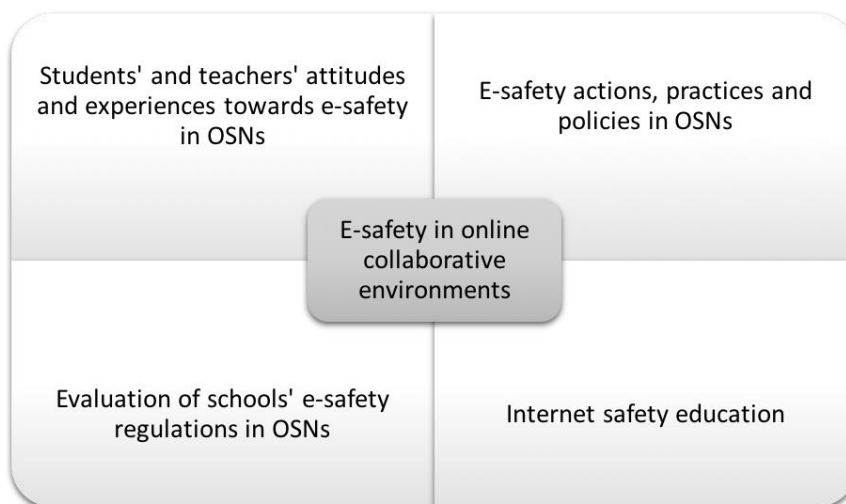 Students' and teachers' attitudes
and experiences towards e-safety
in OSNs
E-safety actions, practices and
policies in OSNs
E-safety in online
collaborative
environments
Evaluation of schools' e-safety
regulations in OSNs
Internet safety education